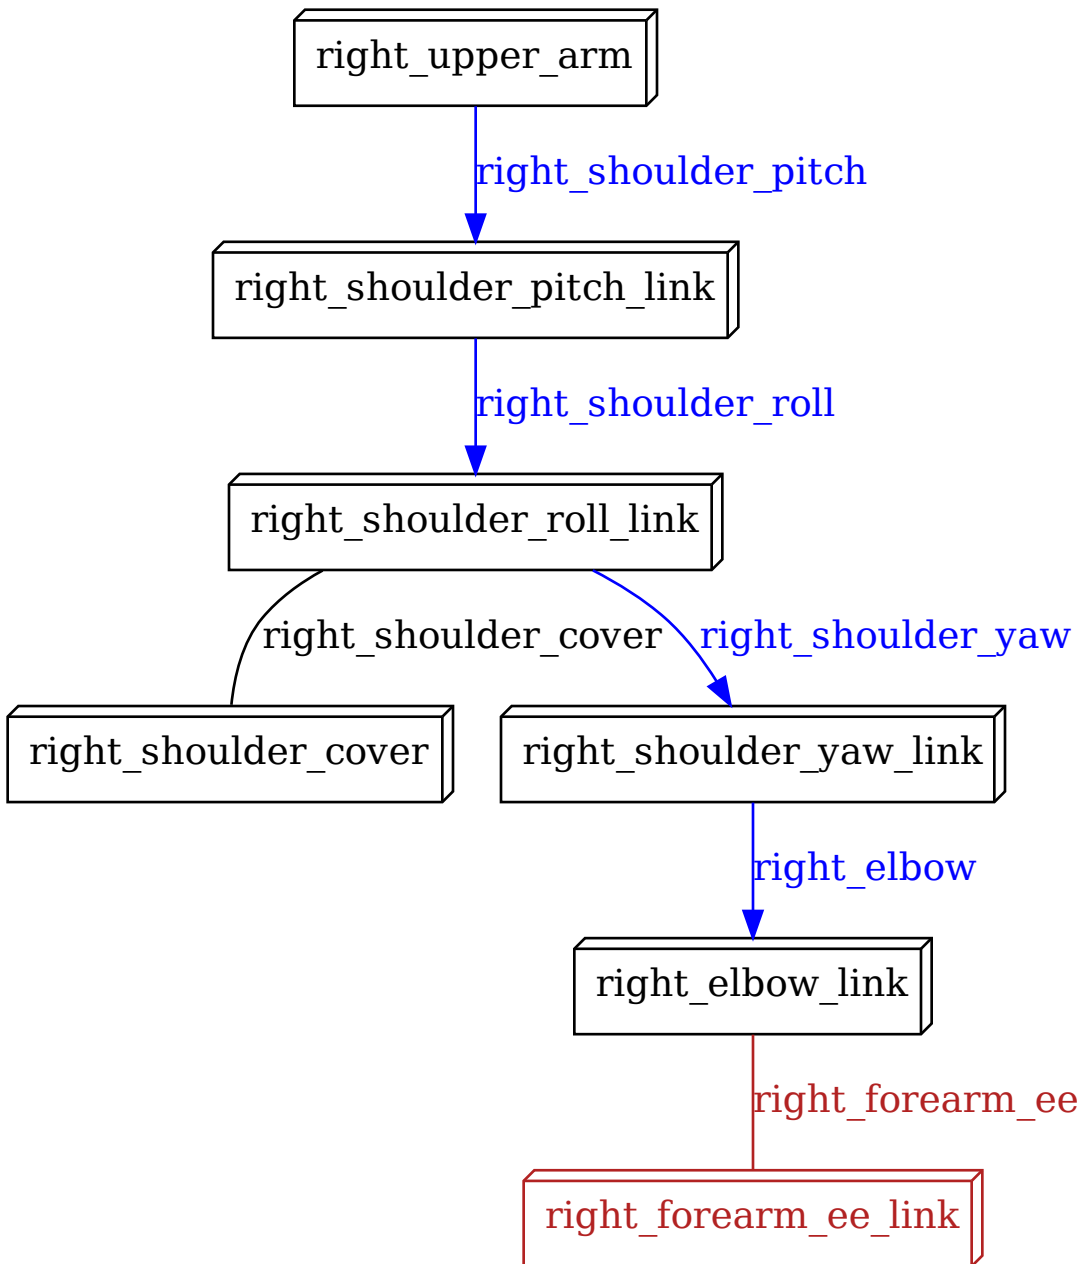 right_upper_arm
right_shoulder_pitch
right_shoulder_pitch_link
right_shoulder_roll
right_shoulder_roll_link
right_shoulder_cover
right_shoulder_yaw
right_shoulder_cover
right_shoulder_yaw_link
right_elbow
right_elbow_link
right_forearm_ee
right_forearm_ee_link